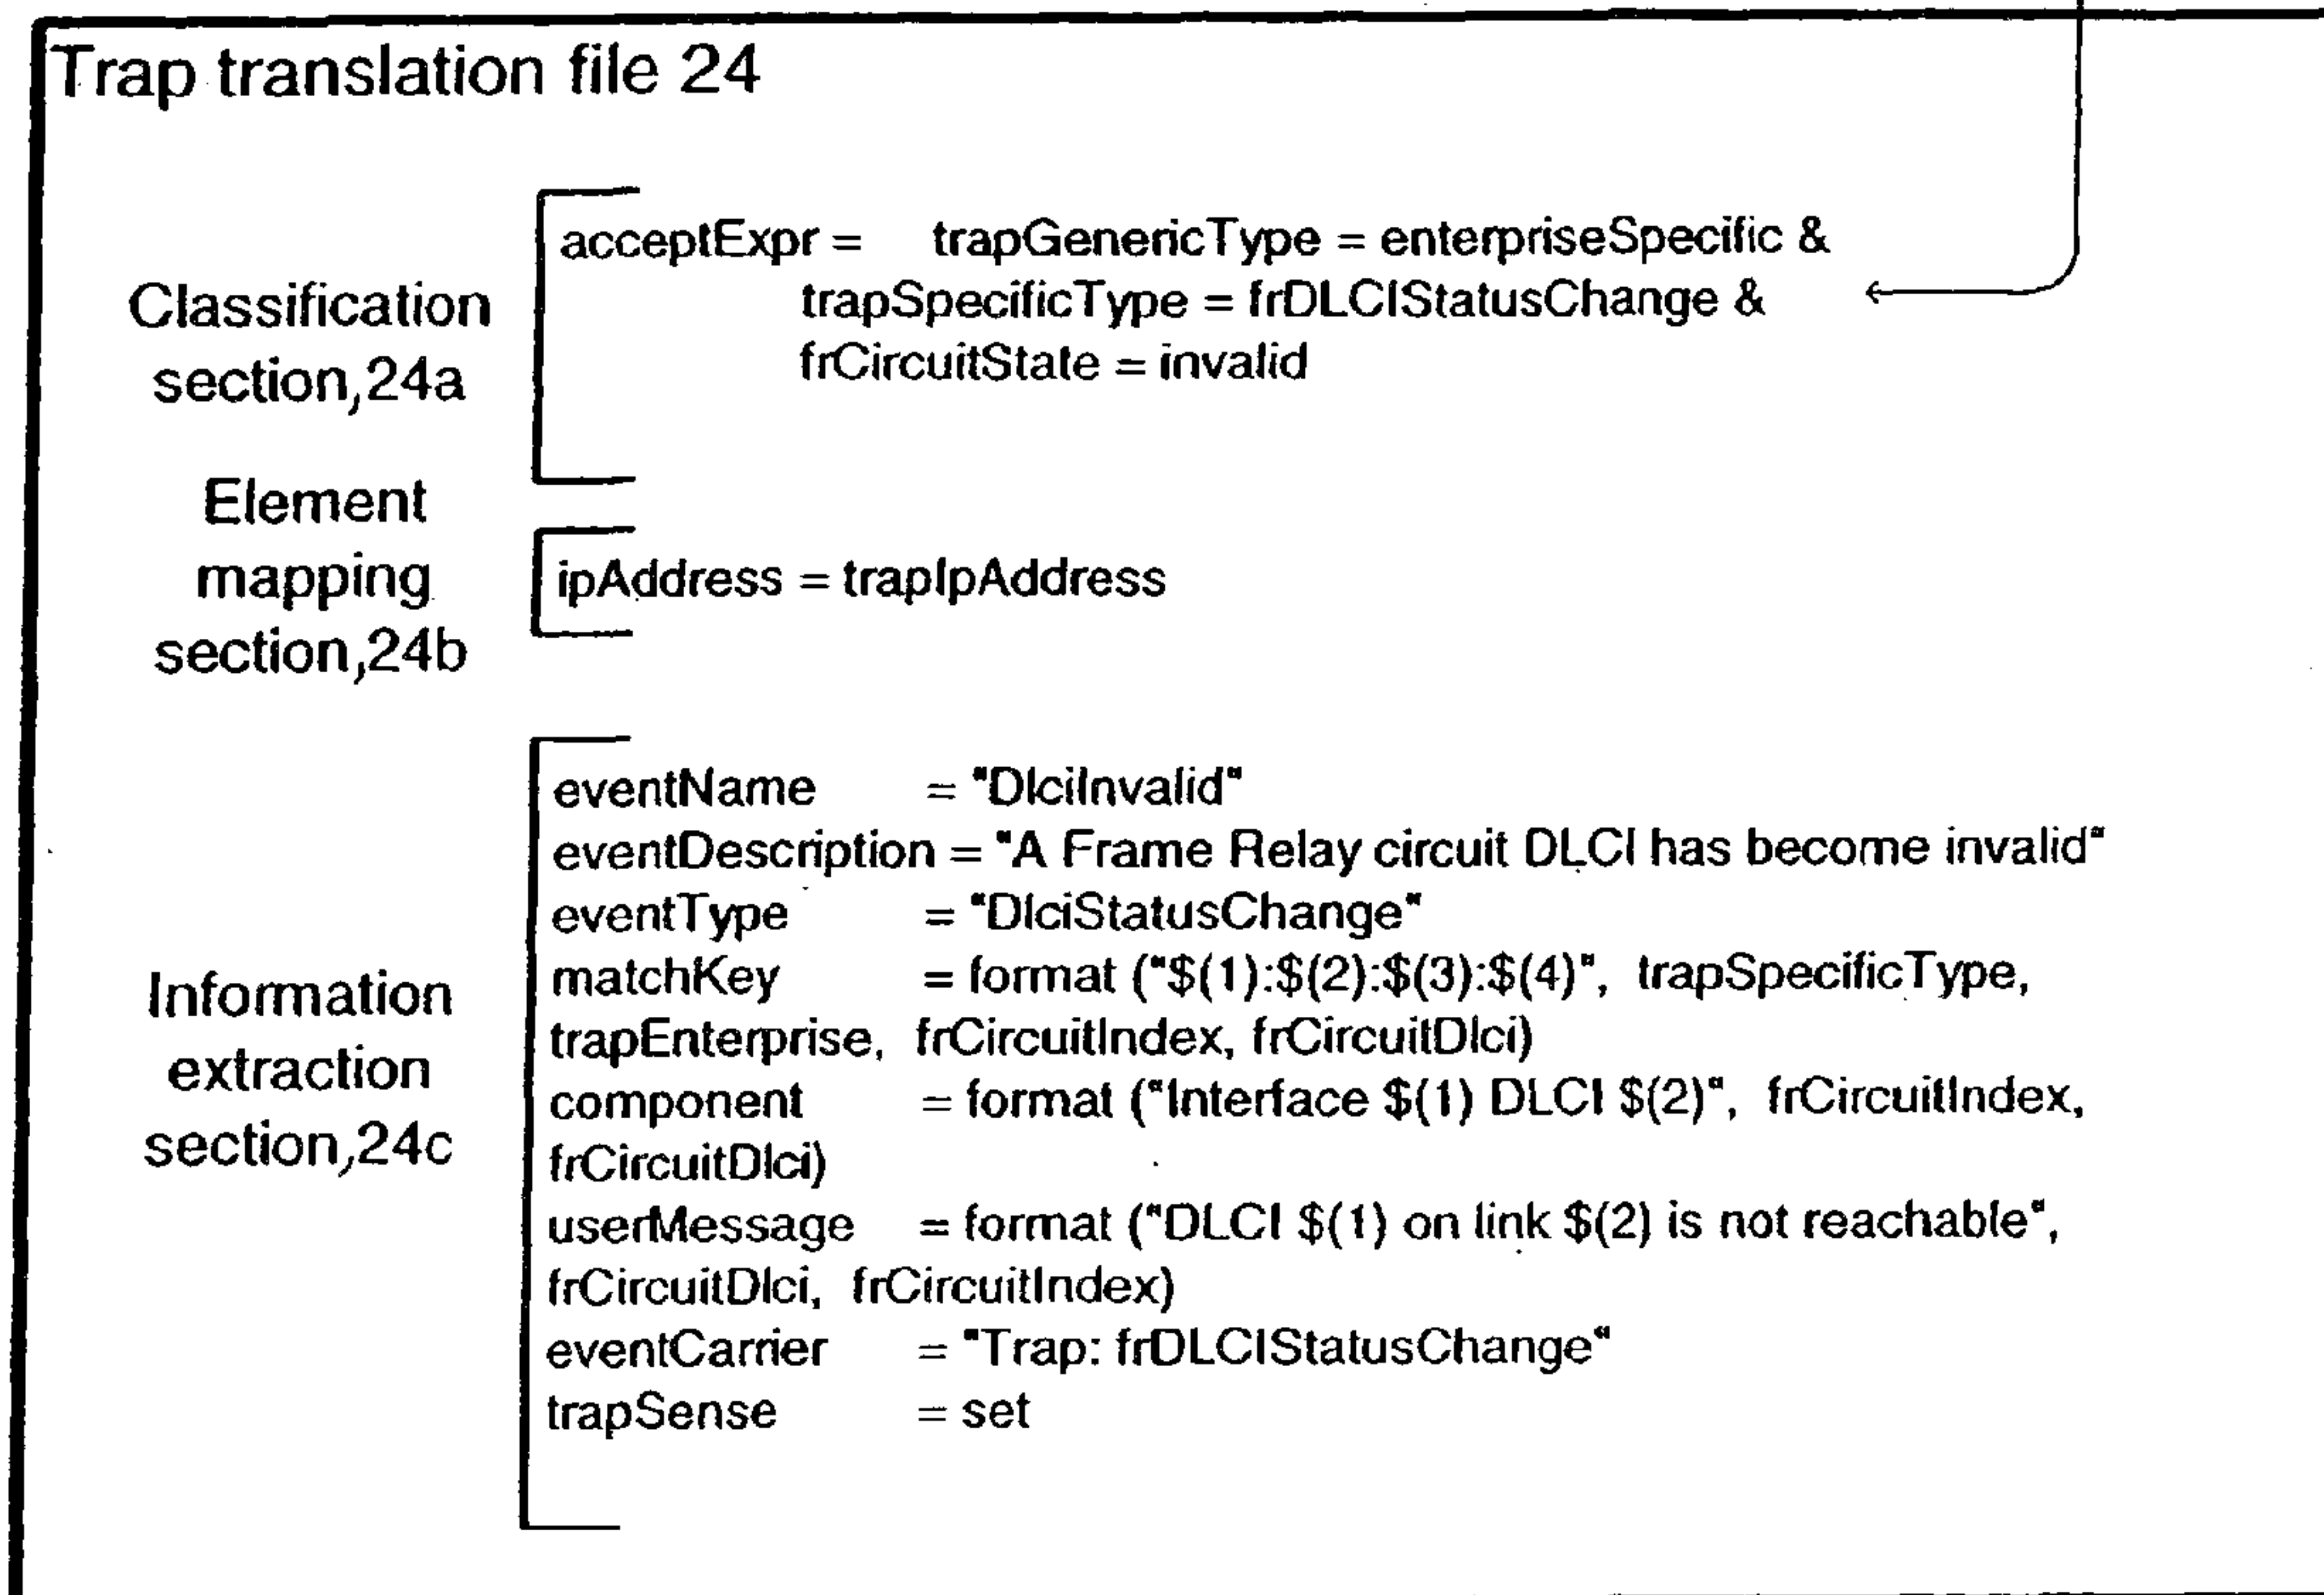 Trap translation file 24
Classification
section,24a
acceptExpr = trapGenericType = enterpriseSpecific &
trapSpecificType = frDLCIStatusChange &
frCircuitState = invalid
Element
mapping
section,24b
ipAddress = trapIpAddress
Information
extraction
section,24c
eventName = "DlciInvalid"
eventDescription = "A Frame Relay circuit DLCI has become invalid"
eventType = "DlciStatusChange"
matchKey = format ("$(1):$(2):$(3):$(4)", trapSpecificType,
trapEnterprise, frCircuitIndex, frCircuitDlci)
component = format ("Interface $(1) DLCI $(2)", frCircuitIndex,
frCircuitDlci)
userMessage = format ("DLCI $(1) on link $(2) is not reachable",
frCircuitDlci, frCircuitIndex)
eventCarrier = "Trap: frDLCIStatusChange"
trapSense = set